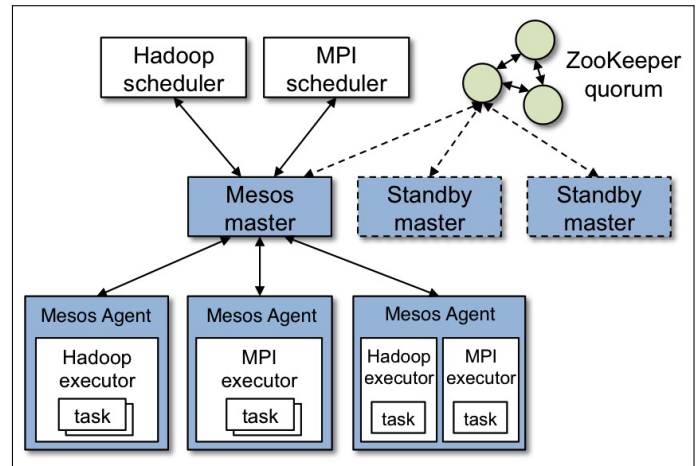 Hadoop
scheduler
MPI
scheduler
ZooKeeper
quorum
Mesos
master
Standby
master
Standby
master
Mesos Agent
Hadoop
executor
task
Mesos Agent
MPI
executor
task
Mesos Agent
Hadoop
executor
task
MPI
executor
task